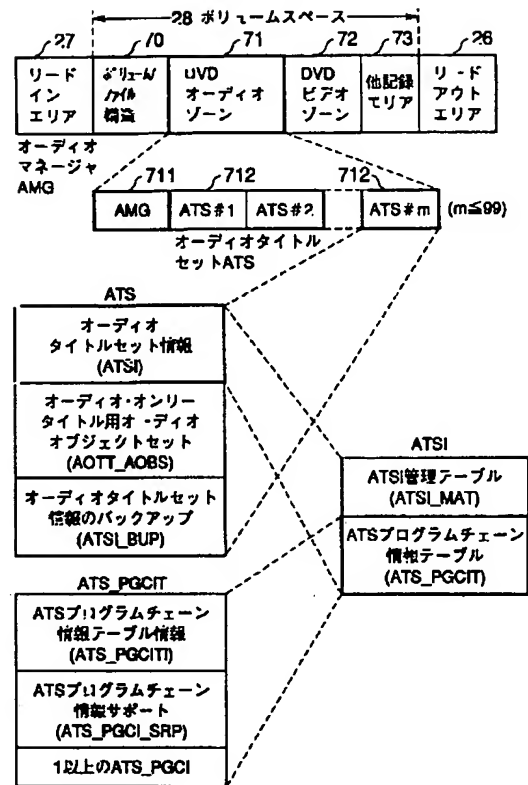 28 ボリュームスペース
27 70 71 72 73 26
リード
イン
エリア
ボリューム/
ファイル
構造
DVD
オーディオ
ゾーン
DVD
ビデオ
ゾーン
他記録
エリア
リード
アウト
エリア
オーディオ
マネージャ
AMG
711 712 712
AMG ATS#1 ATS#2 ATS#m (m≦99)
オーディオタイトル
セットATS
ATS
オーディオ
タイトルセット情報
(ATSI)
オーディオ・オンリー
タイトル用オーディオ
オブジェクトセット
(AOTT_AOBS)
オーディオタイトルセット
情報のバックアップ
(ATSI_BUP)
ATSI
ATSI管理テーブル
(ATSI_MAT)
ATSプログラムチェーン
情報テーブル
(ATS_PGCIT)
ATS_PGCIT
ATSプログラムチェーン
情報テーブル情報
(ATS_PGCITI)
ATSプログラムチェーン
情報サポート
(ATS_PGCI_SRP)
1以上のATS_PGCI